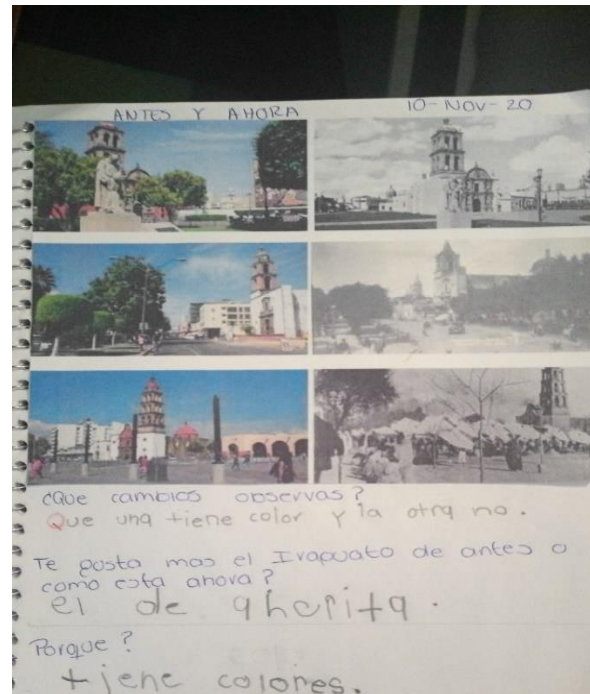 ANTES Y AHORA 10-NOV-20
¿Que cambios observas?
Que una tiene color y la otra no.
Te gusta mas el Irapuato de antes o
como esta ahora?
el de ahorita.
Porque?
tiene colores.